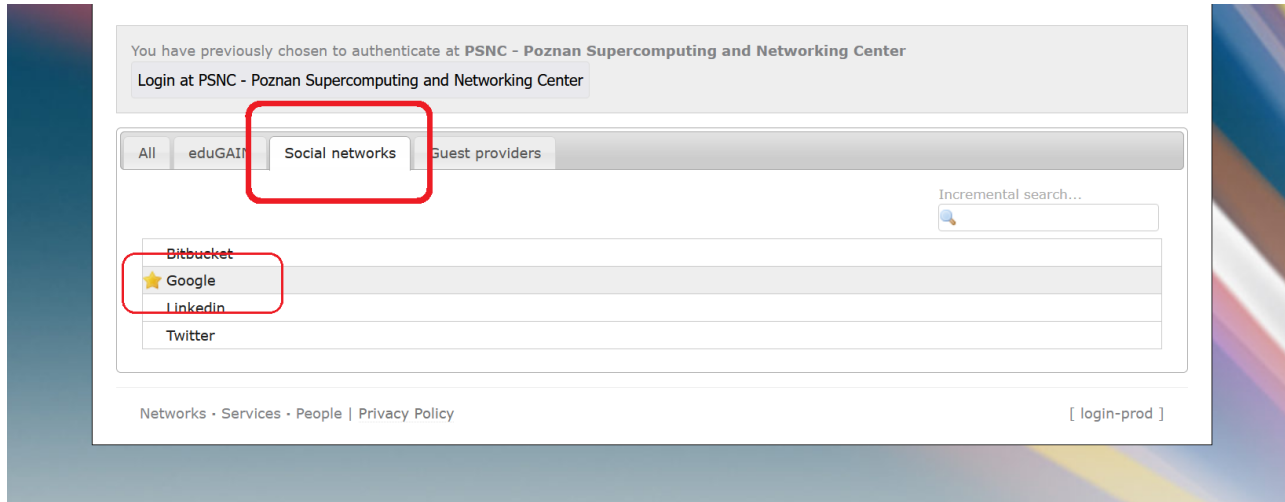 You have previously chosen to authenticate at PSNC - Poznan Supercomputing and Networking Center
Login at PSNC - Poznan Supercomputing and Networking Center
All eduGAIN Social networks Guest providers
Incremental search...
Bitbucket
Google
Linkedin
Twitter
Networks · Services · People | Privacy Policy [ login-prod ]